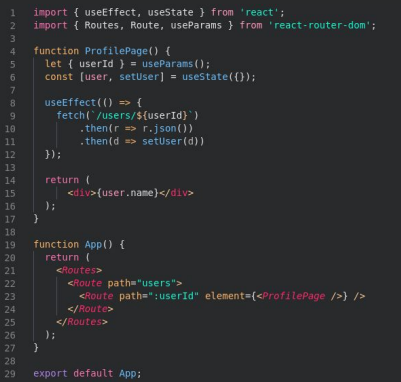 1 import { useEffect, useState } from 'react';
2 import { Routes, Route, useParams } from 'react-router-dom';
3
4 function ProfilePage() {
5 let { userId } = useParams();
6 const [user, setUser] = useState({});
7
8 useEffect(() => {
9 fetch(`/users/${userId}`)
10 .then(r => r.json())
11 .then(d => setUser(d))
12 });
13
14 return (
15 <div>{user.name}</div>
16 );
17 }
18
19 function App() {
20 return (
21 <Routes>
22 <Route path="users">
23 <Route path=":userId" element={<ProfilePage />} />
24 </Route>
25 </Routes>
26 );
27 }
28
29 export default App;